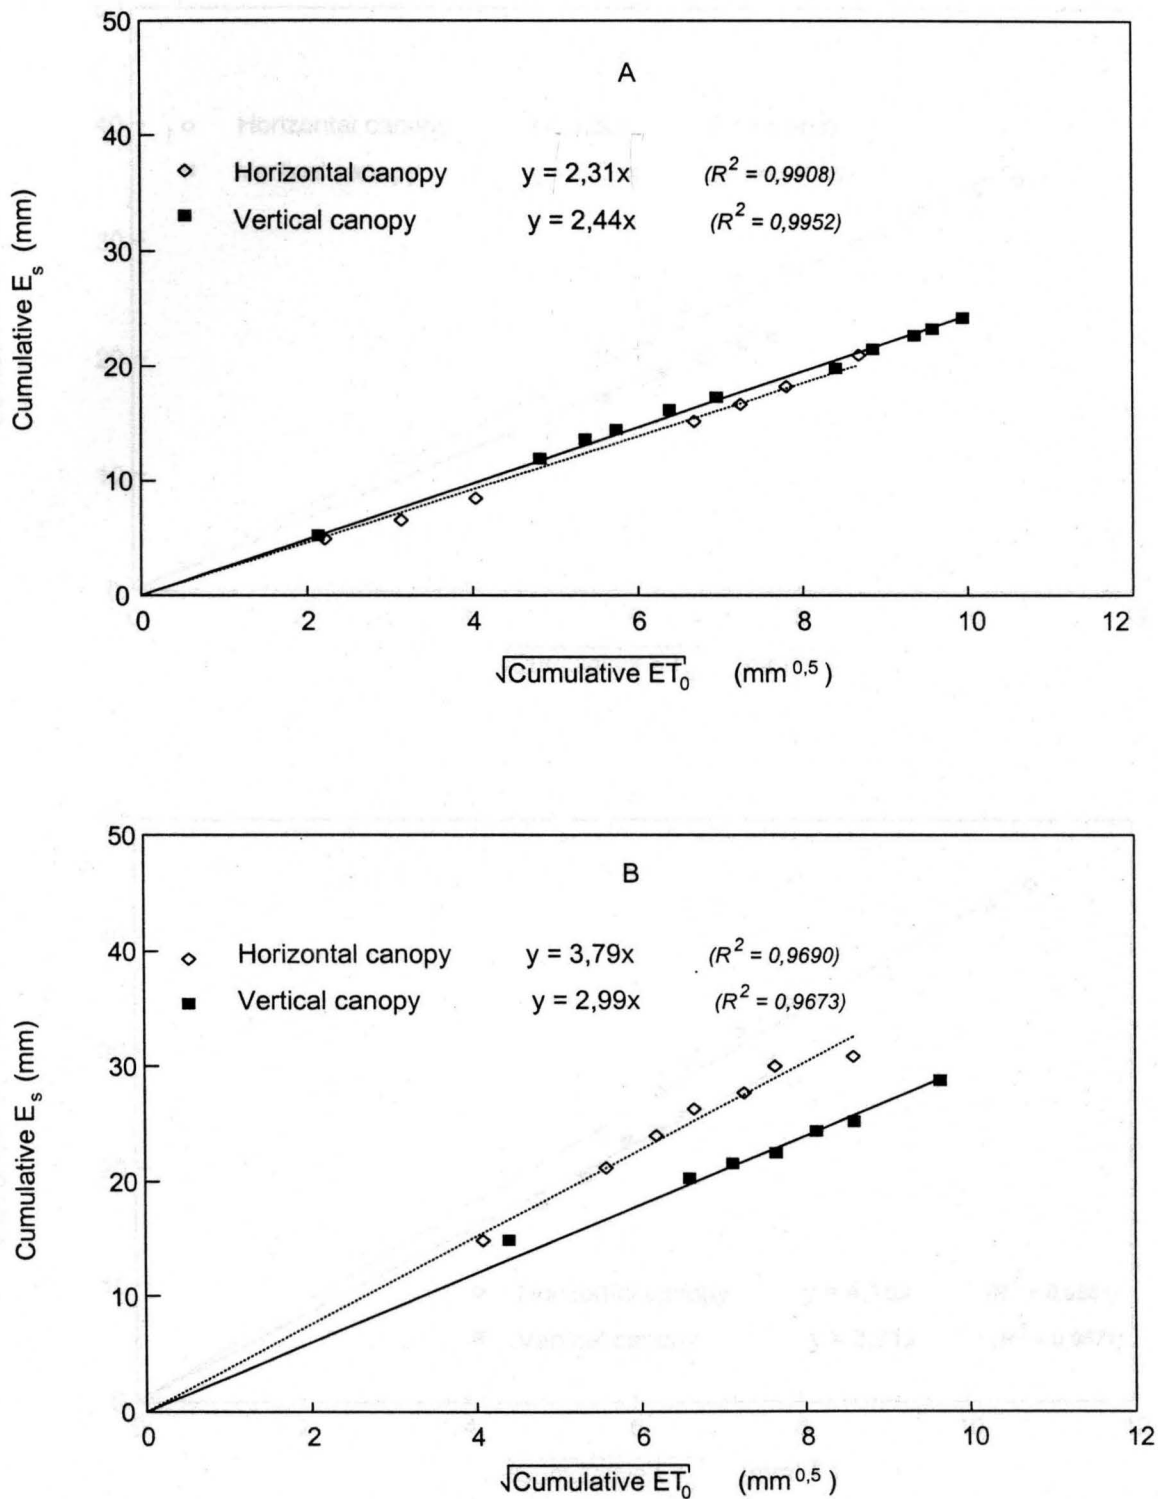 50
A
40
Horizontal canopy y = 2,31x (R² = 0,9908)
Vertical canopy y = 2,44x (R² = 0,9952)
30
20
10
0
Cumulative Eₛ (mm)
0 2 4 6 8 10 12
√Cumulative ET₀ (mm ⁰,⁵ )
50
B
40
Horizontal canopy y = 3,79x (R² = 0,9690)
Vertical canopy y = 2,99x (R² = 0,9673)
30
20
10
0
Cumulative Eₛ (mm)
0 2 4 6 8 10 12
√Cumulative ET₀ (mm ⁰,⁵ )